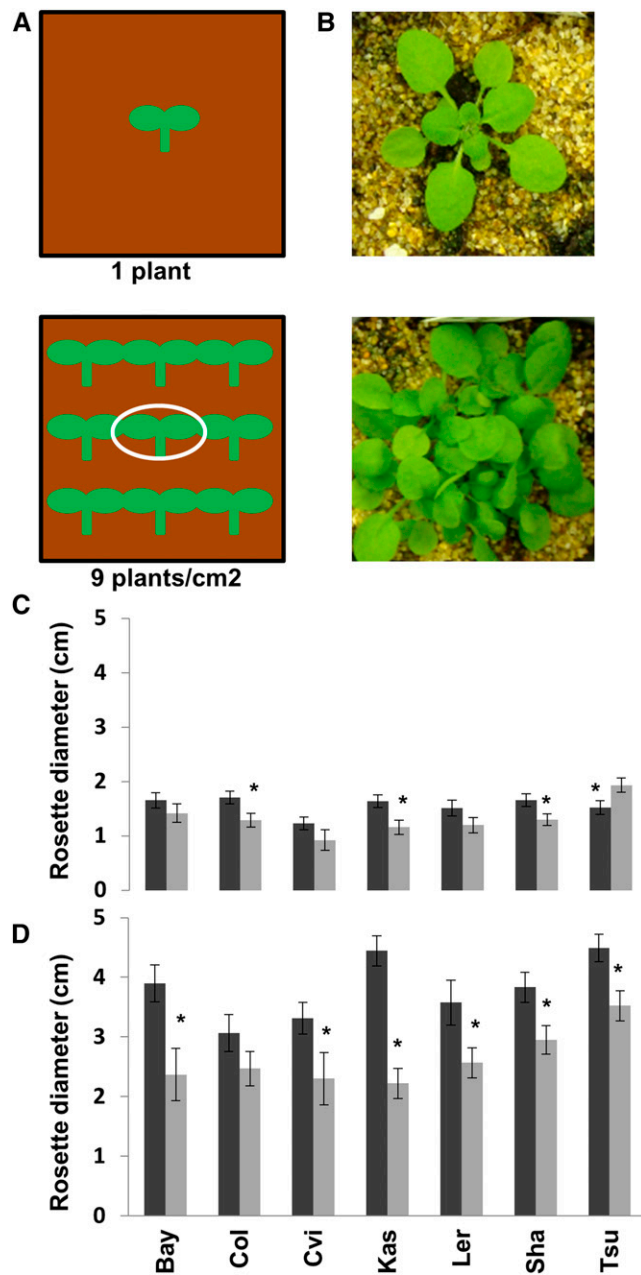 A
B
1 plant
9 plants/cm2
C
Rosette diameter (cm)
5
4
3
2
1
0
* * * *
D
Rosette diameter (cm)
5
4
3
2
1
0
* * * * * *
Bay Col Cvi Kas Ler Sha Tsu